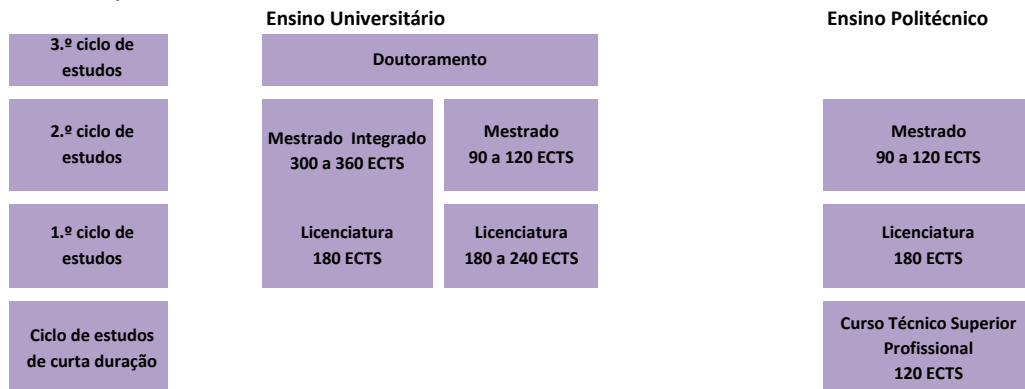 Ensino Universitário
Ensino Politécnico
3.º ciclo de
estudos
Doutoramento
2.º ciclo de
estudos
Mestrado Integrado
300 a 360 ECTS
Mestrado
90 a 120 ECTS
Mestrado
90 a 120 ECTS
1.º ciclo de
estudos
Licenciatura
180 ECTS
Licenciatura
180 a 240 ECTS
Licenciatura
180 ECTS
Ciclo de estudos
de curta duração
Curso Técnico Superior
Profissional
120 ECTS